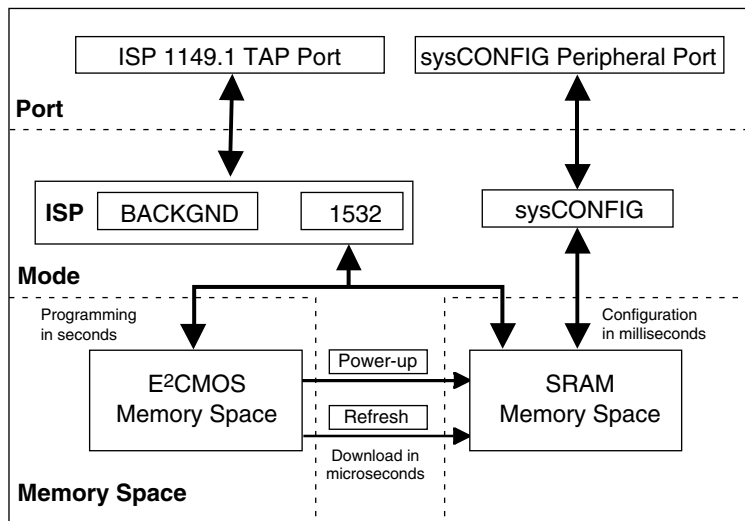 ISP 1149.1 TAP Port
sysCONFIG Peripheral Port
Port
ISP
BACKGND
1532
sysCONFIG
Mode
Programming
in seconds
Configuration
in milliseconds
E²CMOS
Memory Space
Power-up
SRAM
Memory Space
Refresh
Download in
microseconds
Memory Space